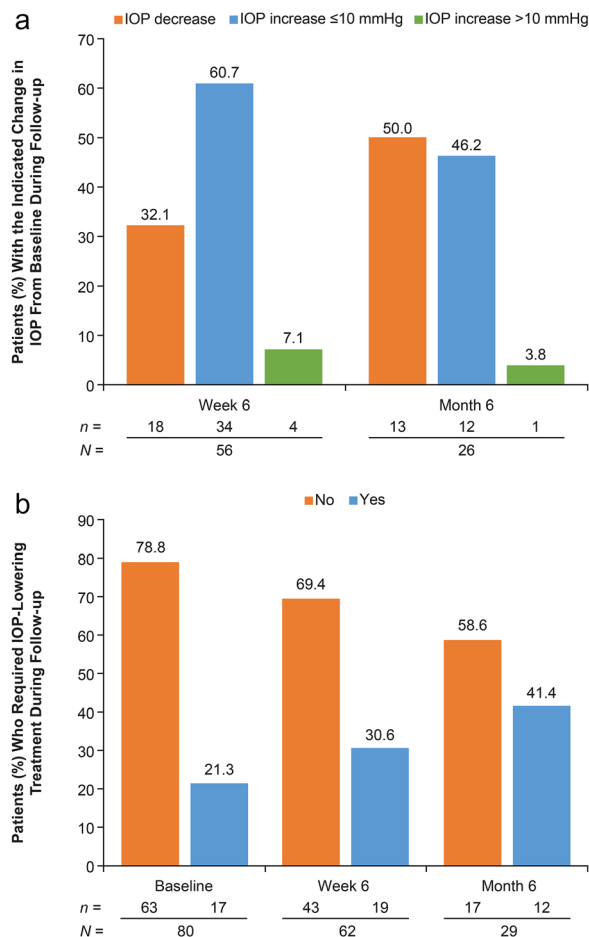 a
IOP decrease IOP increase ≤10 mmHg IOP increase >10 mmHg
Patients (%) With the Indicated Change in
IOP From Baseline During Follow-up
70
60
50
40
30
20
10
0
32.1
60.7
7.1
50.0
46.2
3.8
Week 6 Month 6
n = 18 34 4 13 12 1
N = 56 26
b
No Yes
Patients (%) Who Required IOP-Lowering
Treatment During Follow-up
90
80
70
60
50
40
30
20
10
0
78.8
21.3
69.4
30.6
58.6
41.4
Baseline Week 6 Month 6
n = 63 17 43 19 17 12
N = 80 62 29